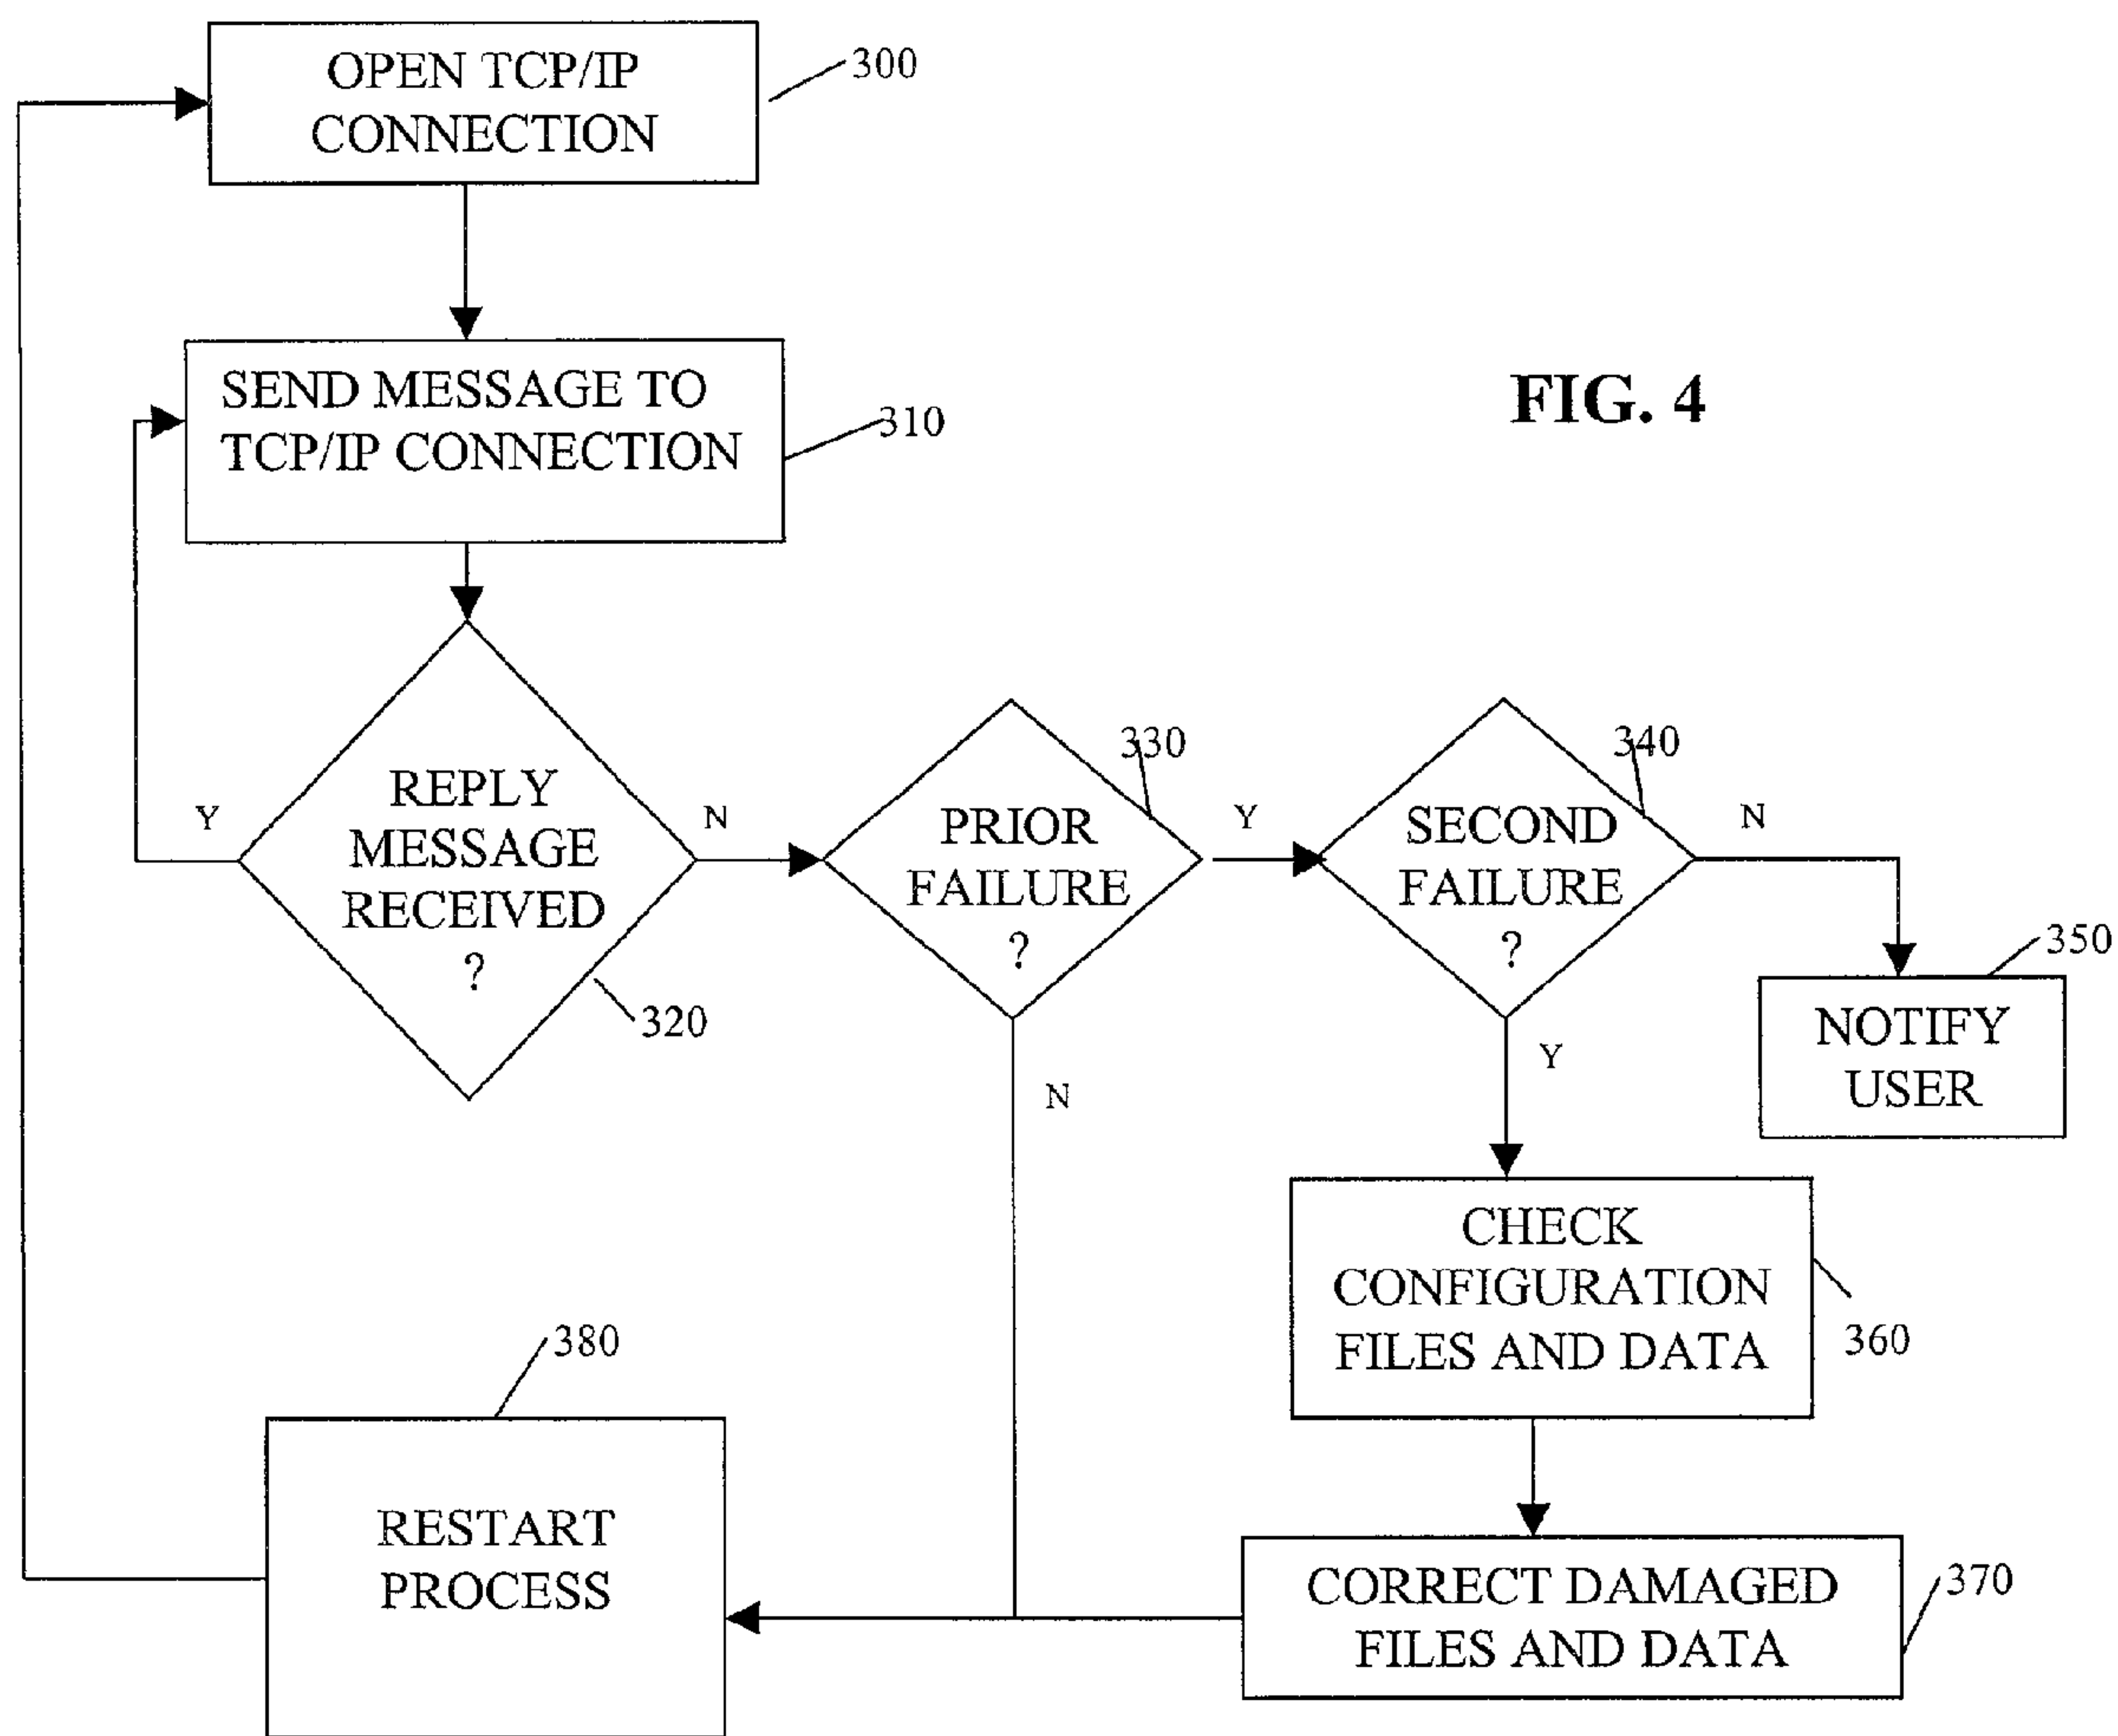 OPEN TCP/IP
CONNECTION
300
SEND MESSAGE TO
TCP/IP CONNECTION
310
FIG. 4
REPLY
MESSAGE
RECEIVED
?
Y
N
320
PRIOR
FAILURE
?
330
Y
N
SECOND
FAILURE
?
340
N
Y
350
NOTIFY
USER
CHECK
CONFIGURATION
FILES AND DATA
360
CORRECT DAMAGED
FILES AND DATA
370
380
RESTART
PROCESS